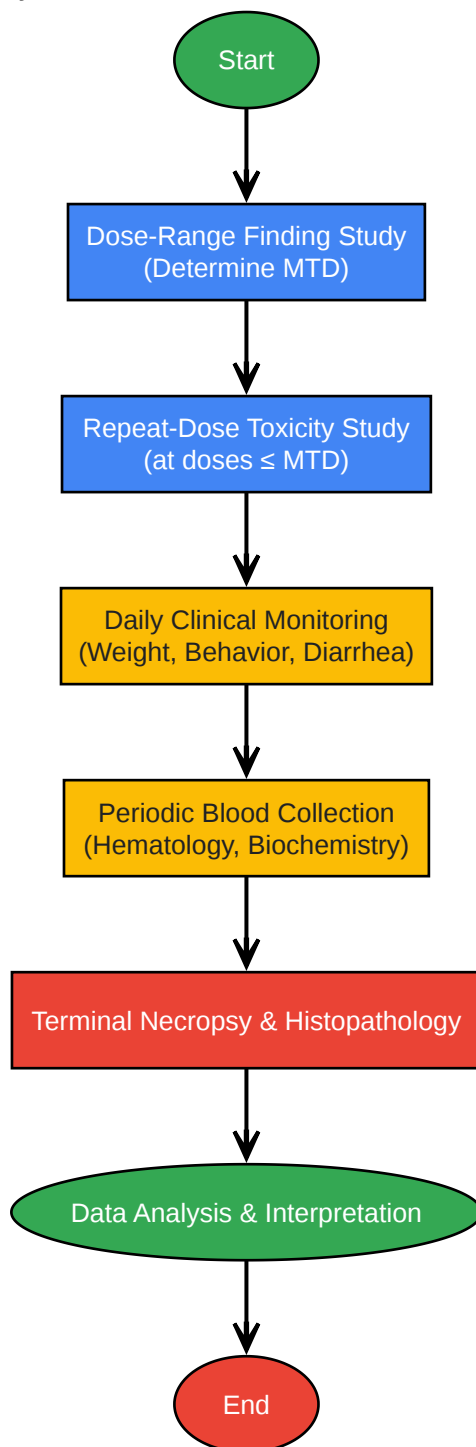 Start
Dose-Range Finding Study
(Determine MTD)
Repeat-Dose Toxicity Study
(at doses ≤ MTD)
Daily Clinical Monitoring
(Weight, Behavior, Diarrhea)
Periodic Blood Collection
(Hematology, Biochemistry)
Terminal Necropsy & Histopathology
Data Analysis & Interpretation
End